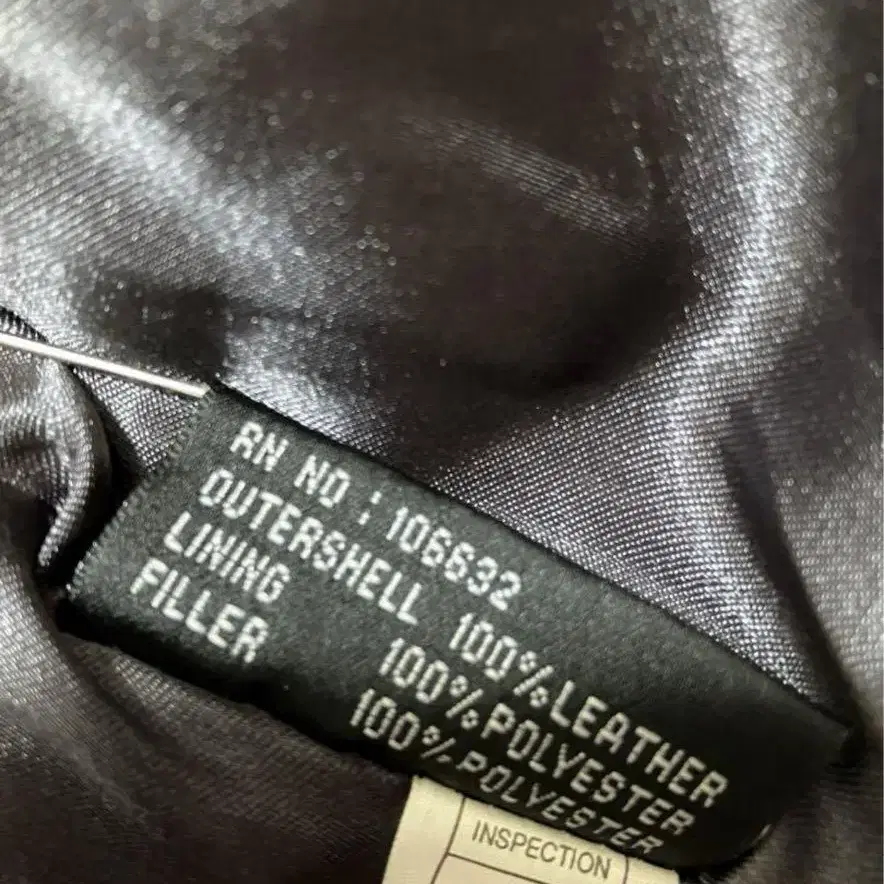 RN NO : 106632
OUTERSHELL 100%LEATHER
LINING 100%POLYESTER
FILLER 100%POLYESTER
INSPECTION